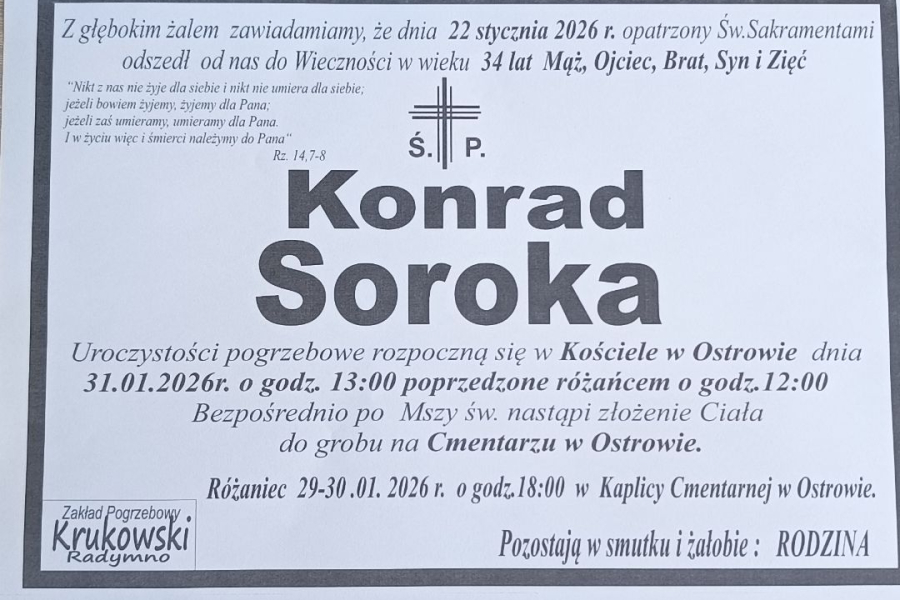 Z głębokim żalem zawiadamiamy, że dnia 22 stycznia 2026 r. opatrzony Św.Sakramentami
odszedł od nas do Wieczności w wieku 34 lat Mąż, Ojciec, Brat, Syn i Zięć
"Nikt z nas nie żyje dla siebie i nikt nie umiera dla siebie;
jeżeli bowiem żyjemy, żyjemy dla Pana;
jeżeli zaś umieramy, umieramy dla Pana.
I w życiu więc i śmierci należymy do Pana"
Rz. 14,7-8
Ś. P.
Konrad
Soroka
Uroczystości pogrzebowe rozpoczną się w Kościele w Ostrowie dnia
31.01.2026r. o godz. 13:00 poprzedzone różańcem o godz.12:00
Bezpośrednio po Mszy św. nastąpi złożenie Ciała
do grobu na Cmentarzu w Ostrowie.
Różaniec 29-30.01. 2026 r. o godz.18:00 w Kaplicy Cmentarnej w Ostrowie.
Zakład Pogrzebowy
Krukowski
Radymno
Pozostają w smutku i żałobie : RODZINA